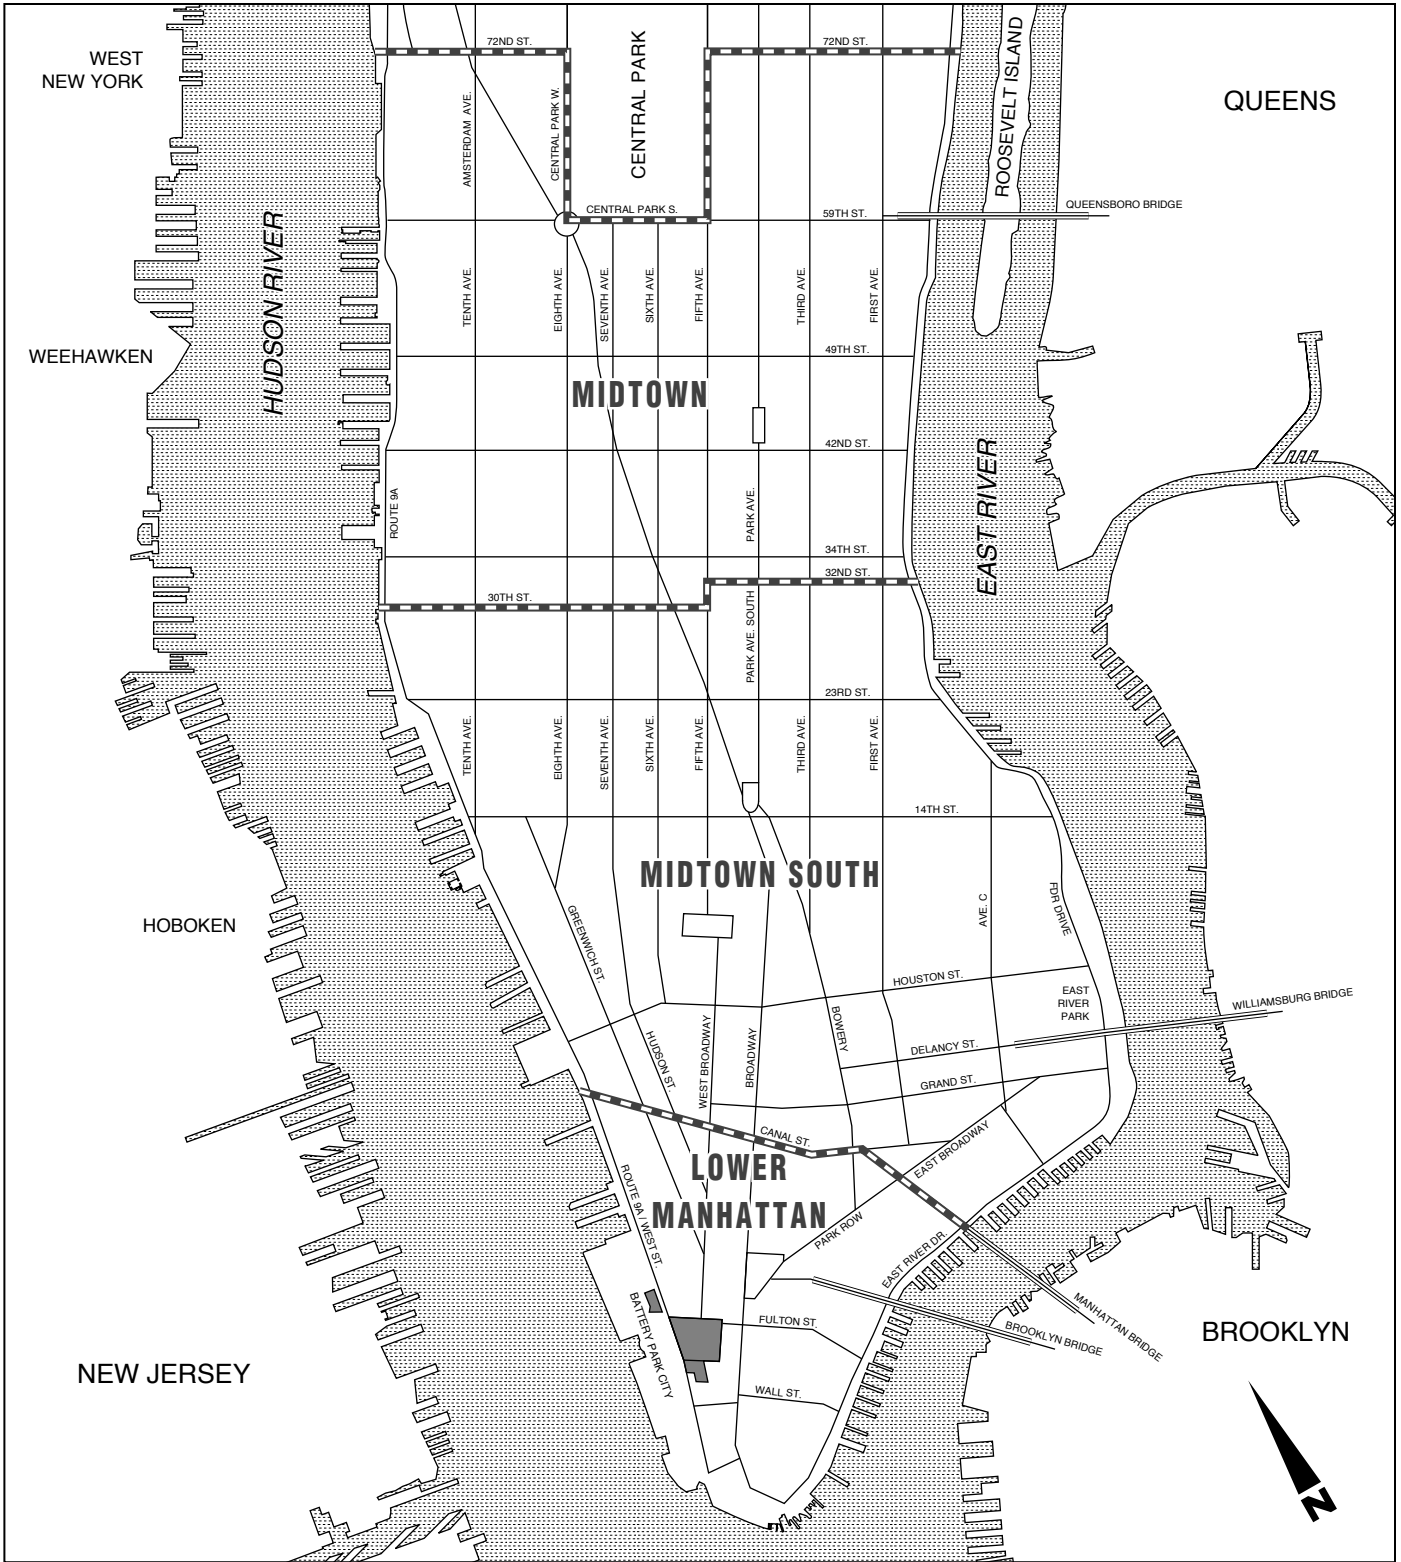 72ND ST.
72ND ST.
WEST
NEW YORK
CENTRAL PARK
ROOSEVELT ISLAND
QUEENS
AMSTERDAM AVE.
CENTRAL PARK W.
CENTRAL PARK S.
59TH ST.
QUEENSBORO BRIDGE
HUDSON RIVER
TENTH AVE.
EIGHTH AVE.
SEVENTH AVE.
SIXTH AVE.
FIFTH AVE.
THIRD AVE.
FIRST AVE.
WEEHAWKEN
49TH ST.
MIDTOWN
42ND ST.
EAST RIVER
ROUTE 9A
PARK AVE.
34TH ST.
32ND ST.
30TH ST.
PARK AVE. SOUTH
23RD ST.
TENTH AVE.
EIGHTH AVE.
SEVENTH AVE.
SIXTH AVE.
FIFTH AVE.
THIRD AVE.
FIRST AVE.
14TH ST.
MIDTOWN SOUTH
HOBOKEN
GREENWICH ST.
AVE. C
FDR DRIVE
HOUSTON ST.
EAST
RIVER
PARK
WILLIAMSBURG BRIDGE
HUDSON ST.
WEST BROADWAY
BROADWAY
BOWERY
DELANCY ST.
GRAND ST.
CANAL ST.
EAST BROADWAY
LOWER
MANHATTAN
ROUTE 9A / WEST ST.
PARK ROW
EAST RIVER DR.
BATTERY PARK CITY
FULTON ST.
MANHATTAN BRIDGE
BROOKLYN BRIDGE
BROOKLYN
NEW JERSEY
WALL ST.
N